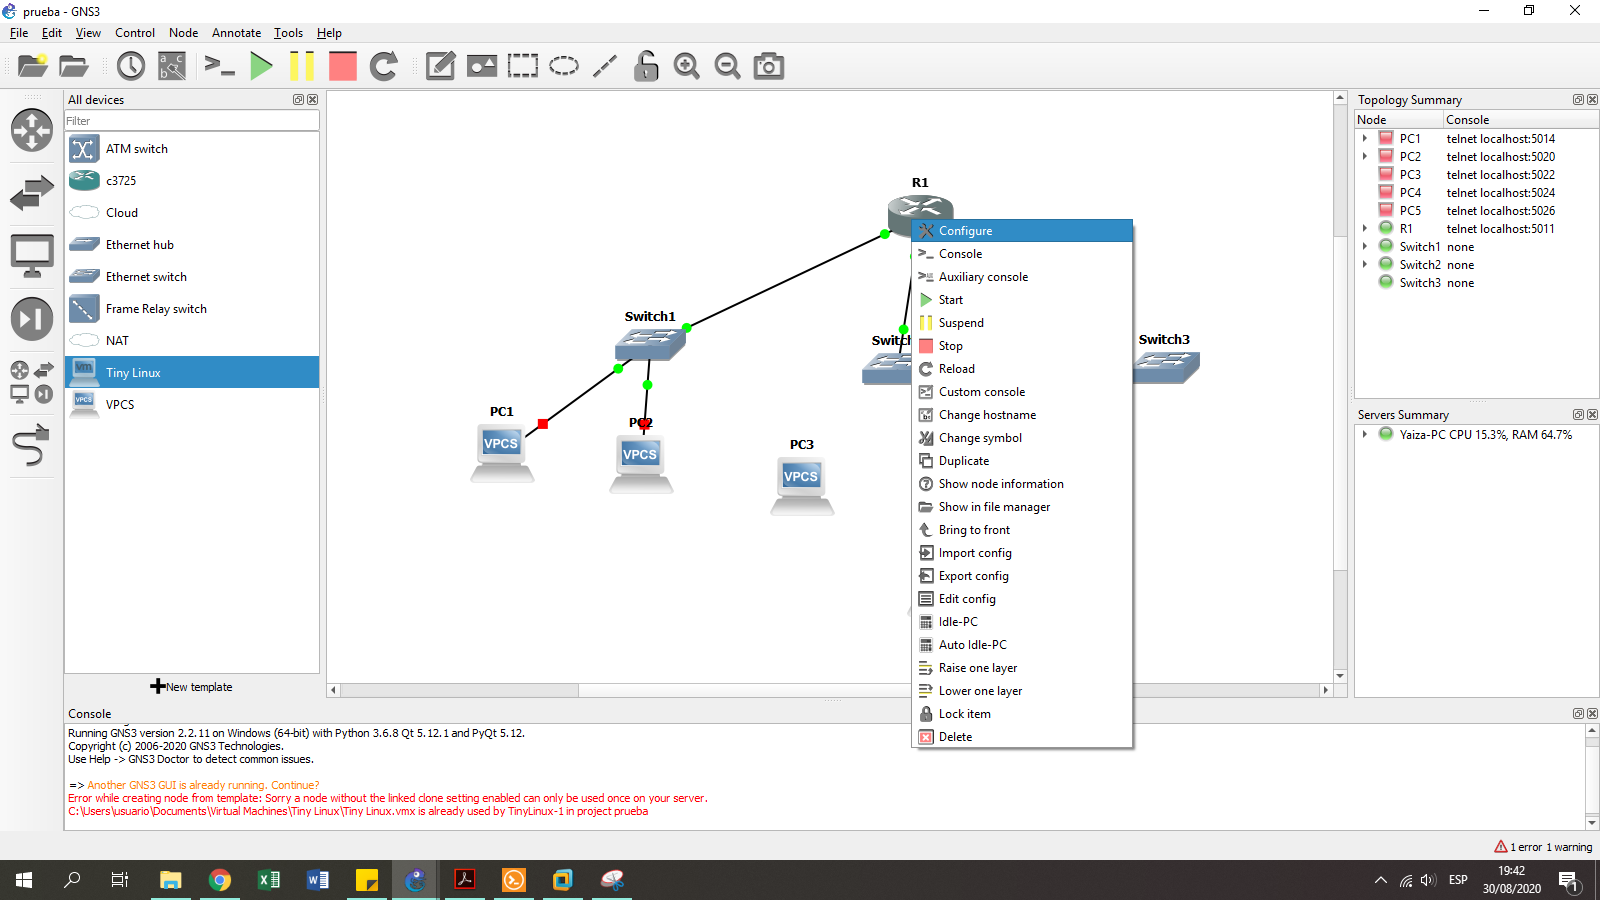 prueba - GNS3
File Edit View Control Node Annotate Tools Help
All devices
Filter
ATM switch
c3725
Cloud
Ethernet hub
Ethernet switch
Frame Relay switch
NAT
vm Tiny Linux
VPCS VPCS
New template
R1
Switch1
Switch3
PC1
VPCS
PC2
VPCS
PC3
VPCS
Configure
Console
Auxiliary console
Start
Suspend
Stop
Reload
Custom console
Change hostname
Change symbol
Duplicate
Show node information
Show in file manager
Bring to front
Import config
Export config
Edit config
Idle-PC
Auto Idle-PC
Raise one layer
Lower one layer
Lock item
Delete
Topology Summary
Node Console
PC1 telnet localhost:5014
PC2 telnet localhost:5020
PC3 telnet localhost:5022
PC4 telnet localhost:5024
PC5 telnet localhost:5026
R1 telnet localhost:5011
Switch1 none
Switch2 none
Switch3 none
Servers Summary
Yaiza-PC CPU 15.3%, RAM 64.7%
Console
Running GNS3 version 2.2.11 on Windows (64-bit) with Python 3.6.8 Qt 5.12.1 and PyQt 5.12.
Copyright (c) 2006-2020 GNS3 Technologies.
Use Help -> GNS3 Doctor to detect common issues.
=> Another GNS3 GUI is already running. Continue?
Error while creating node from template: Sorry a node without the linked clone setting enabled can only be used once on your server.
C:\Users\usuario\Documents\Virtual Machines\Tiny Linux\Tiny Linux.vmx is already used by TinyLinux-1 in project prueba
1 error 1 warning
ESP
19:42
30/08/2020
1